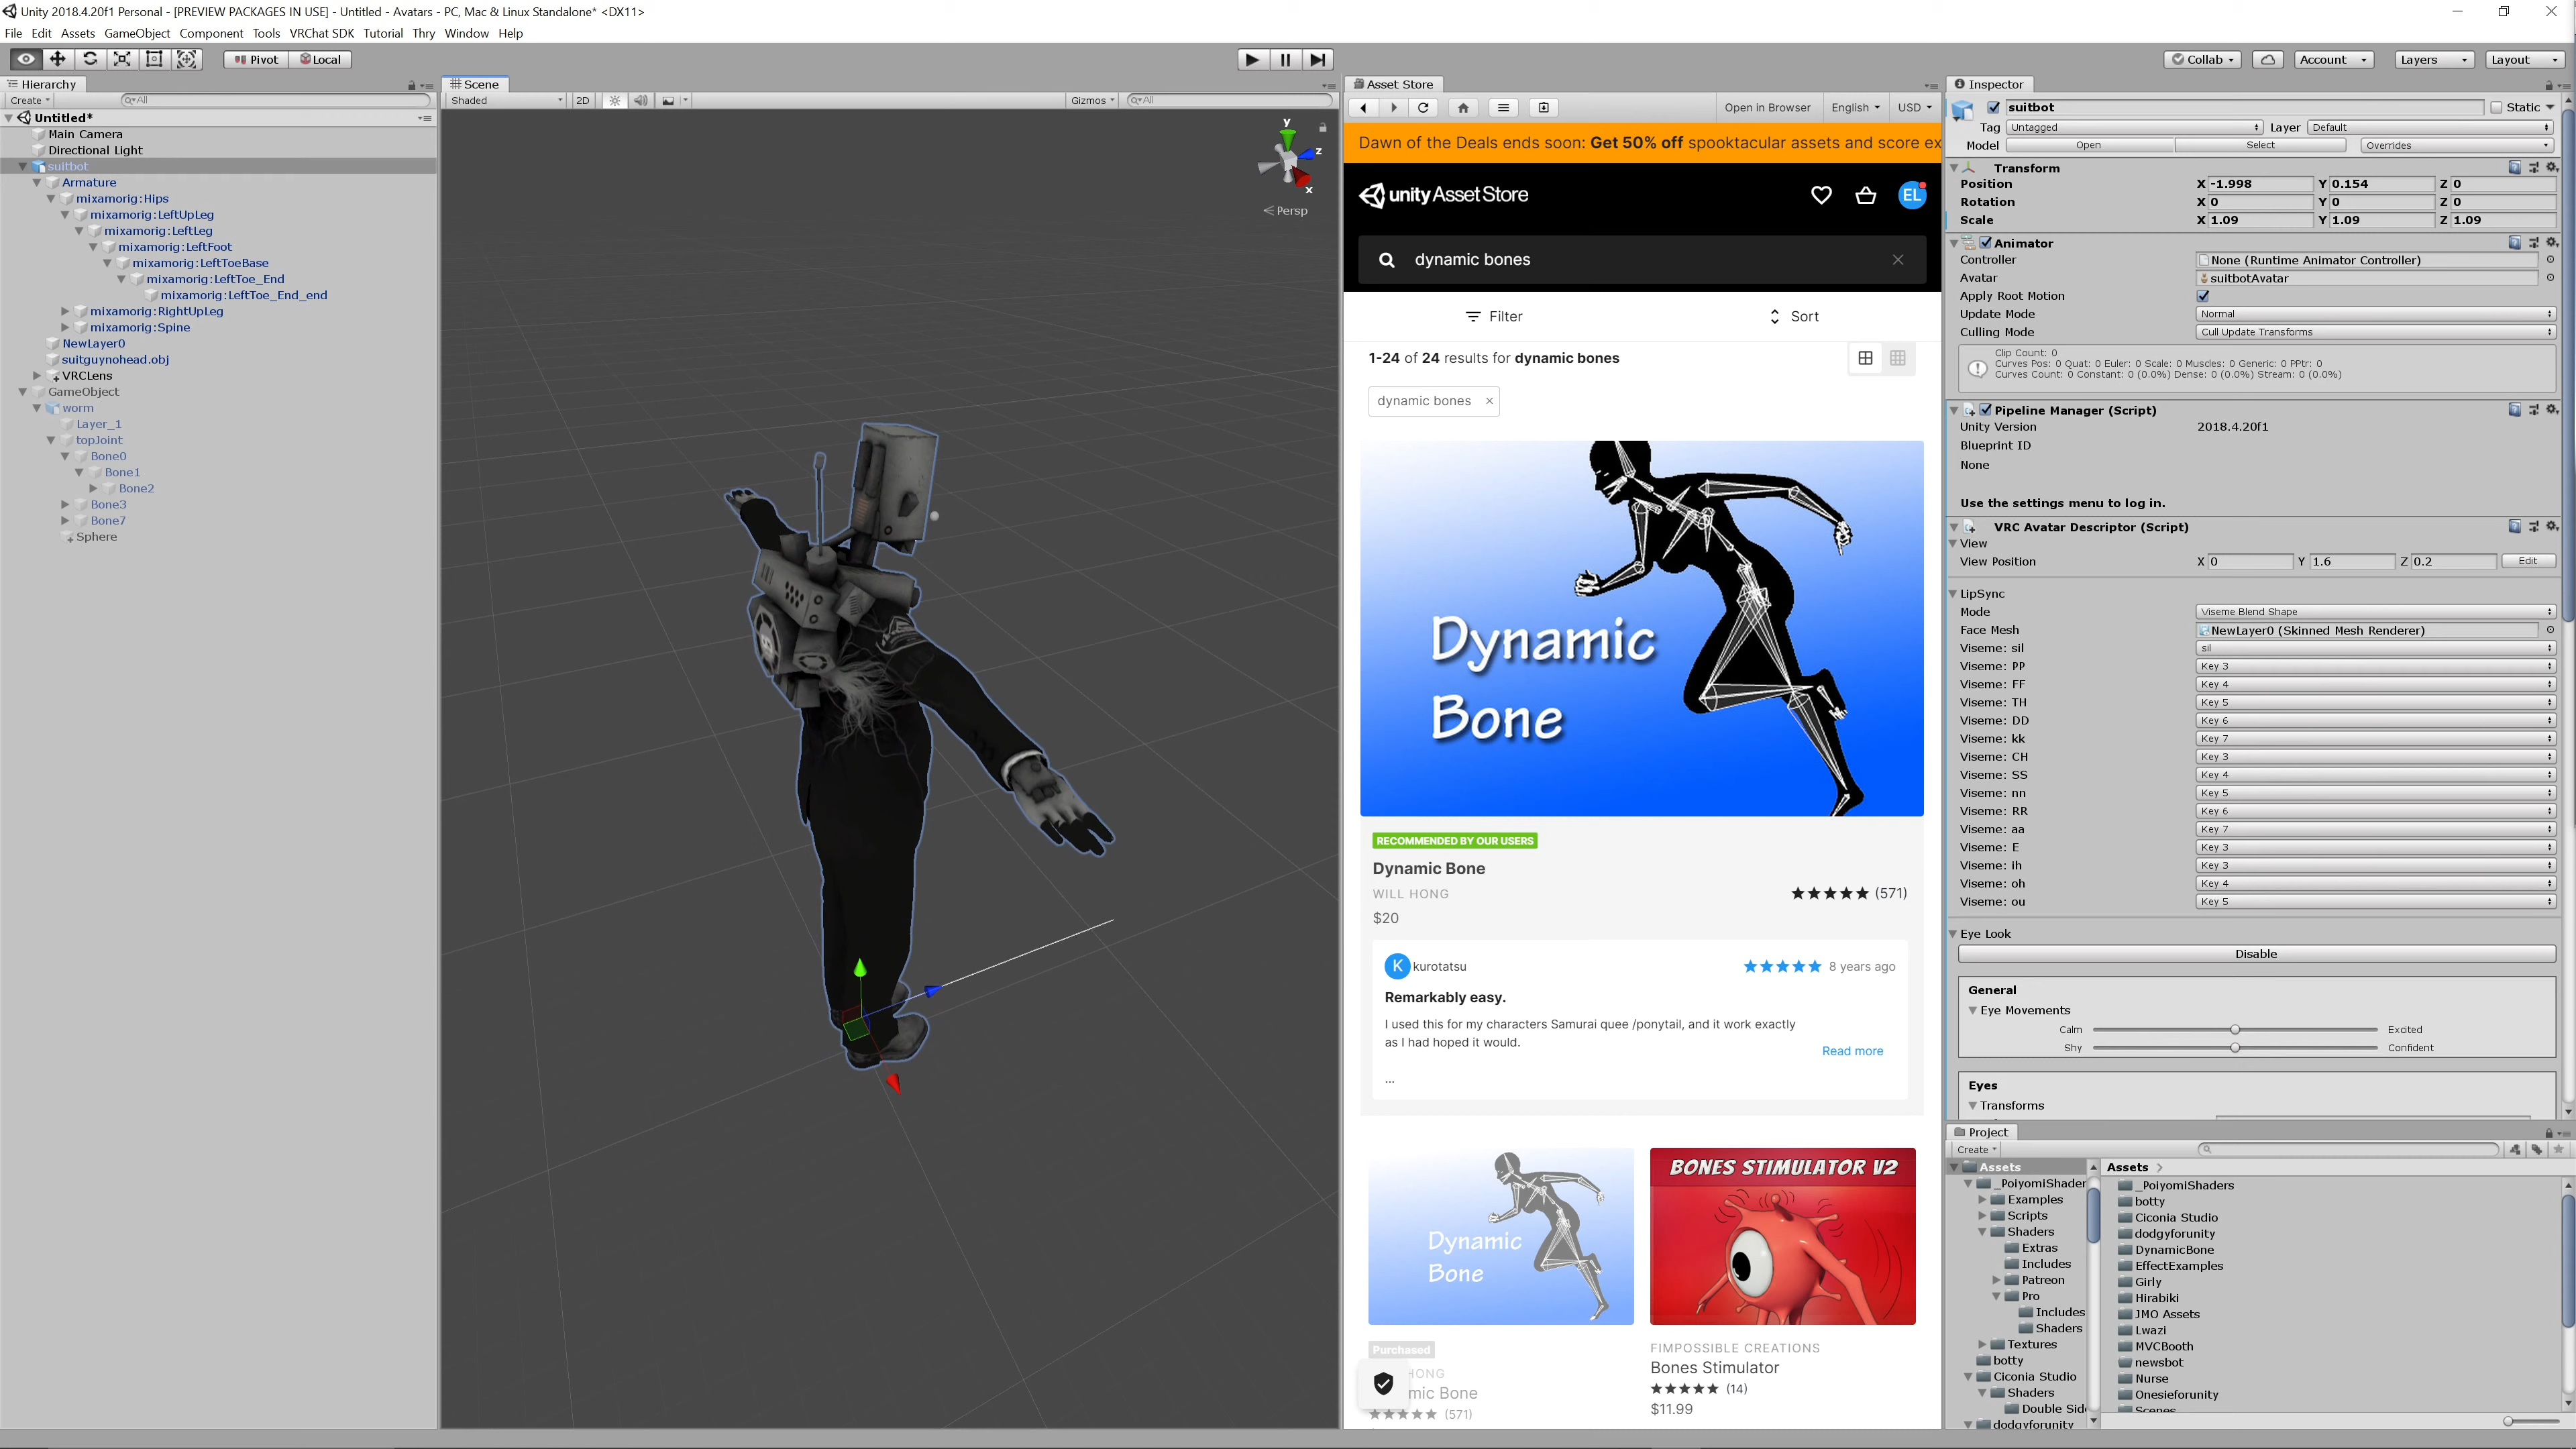 Unity 2018.4.20f1 Personal - [PREVIEW PACKAGES IN USE] - Untitled - Avatars - PC, Mac & Linux Standalone* <DX11>
File Edit Assets GameObject Component Tools VRChat SDK Tutorial Thry Window Help
Pivot Local Collab Account Layers Layout
Hierarchy
Create All
Untitled*
Main Camera
Directional Light
suitbot
Armature
mixamorig:Hips
mixamorig:LeftUpLeg
mixamorig:LeftLeg
mixamorig:LeftFoot
mixamorig:LeftToeBase
mixamorig:LeftToe_End
mixamorig:LeftToe_End_end
mixamorig:RightUpLeg
mixamorig:Spine
NewLayer0
suitguynohead.obj
VRCLens
GameObject
worm
Layer_1
topJoint
Bone0
Bone1
Bone2
Bone3
Bone7
Sphere
Scene
Shaded 2D Gizmos All
y
z
x
Persp
Asset Store
Open in Browser English USD
Dawn of the Deals ends soon: Get 50% off spooktacular assets and score ex
unity Asset Store EL
dynamic bones
Filter Sort
1-24 of 24 results for dynamic bones
dynamic bones ×
Dynamic
Bone
RECOMMENDED BY OUR USERS
Dynamic Bone
WILL HONG
(571)
$20
K kurotatsu 8 years ago
Remarkably easy.
I used this for my characters Samurai quee /ponytail, and it work exactly
as I had hoped it would.
Read more
...
Dynamic
Bone
Purchased
HONG
mic Bone
(571)
BONES STIMULATOR V2
FIMPOSSIBLE CREATIONS
Bones Stimulator
(14)
$11.99
Inspector
suitbot Static
Tag Untagged Layer Default
Model Open Select Overrides
Transform
Position X -1.998 Y 0.154 Z 0
Rotation X 0 Y 0 Z 0
Scale X 1.09 Y 1.09 Z 1.09
Animator
Controller None (Runtime Animator Controller)
Avatar suitbotAvatar
Apply Root Motion
Update Mode Normal
Culling Mode Cull Update Transforms
Clip Count: 0
Curves Pos: 0 Quat: 0 Euler: 0 Scale: 0 Muscles: 0 Generic: 0 PPtr: 0
Curves Count: 0 Constant: 0 (0.0%) Dense: 0 (0.0%) Stream: 0 (0.0%)
Pipeline Manager (Script)
Unity Version 2018.4.20f1
Blueprint ID
None
Use the settings menu to log in.
VRC Avatar Descriptor (Script)
View
View Position X 0 Y 1.6 Z 0.2 Edit
LipSync
Mode Viseme Blend Shape
Face Mesh NewLayer0 (Skinned Mesh Renderer)
Viseme: sil sil
Viseme: PP Key 3
Viseme: FF Key 4
Viseme: TH Key 5
Viseme: DD Key 6
Viseme: kk Key 7
Viseme: CH Key 3
Viseme: SS Key 4
Viseme: nn Key 5
Viseme: RR Key 6
Viseme: aa Key 7
Viseme: E Key 3
Viseme: ih Key 3
Viseme: oh Key 4
Viseme: ou Key 5
Eye Look
Disable
General
Eye Movements
Calm Excited
Shy Confident
Eyes
Transforms
Project
Create
Assets
_PoiyomiShader
Examples
Scripts
Shaders
Extras
Includes
Patreon
Pro
Includes
Shaders
Textures
botty
Ciconia Studio
Shaders
Double Side
dodgyforunity
Assets
_PoiyomiShaders
botty
Ciconia Studio
dodgyforunity
DynamicBone
EffectExamples
Girly
Hirabiki
JMO Assets
Lwazi
MVCBooth
newsbot
Nurse
Onesieforunity
Scenes